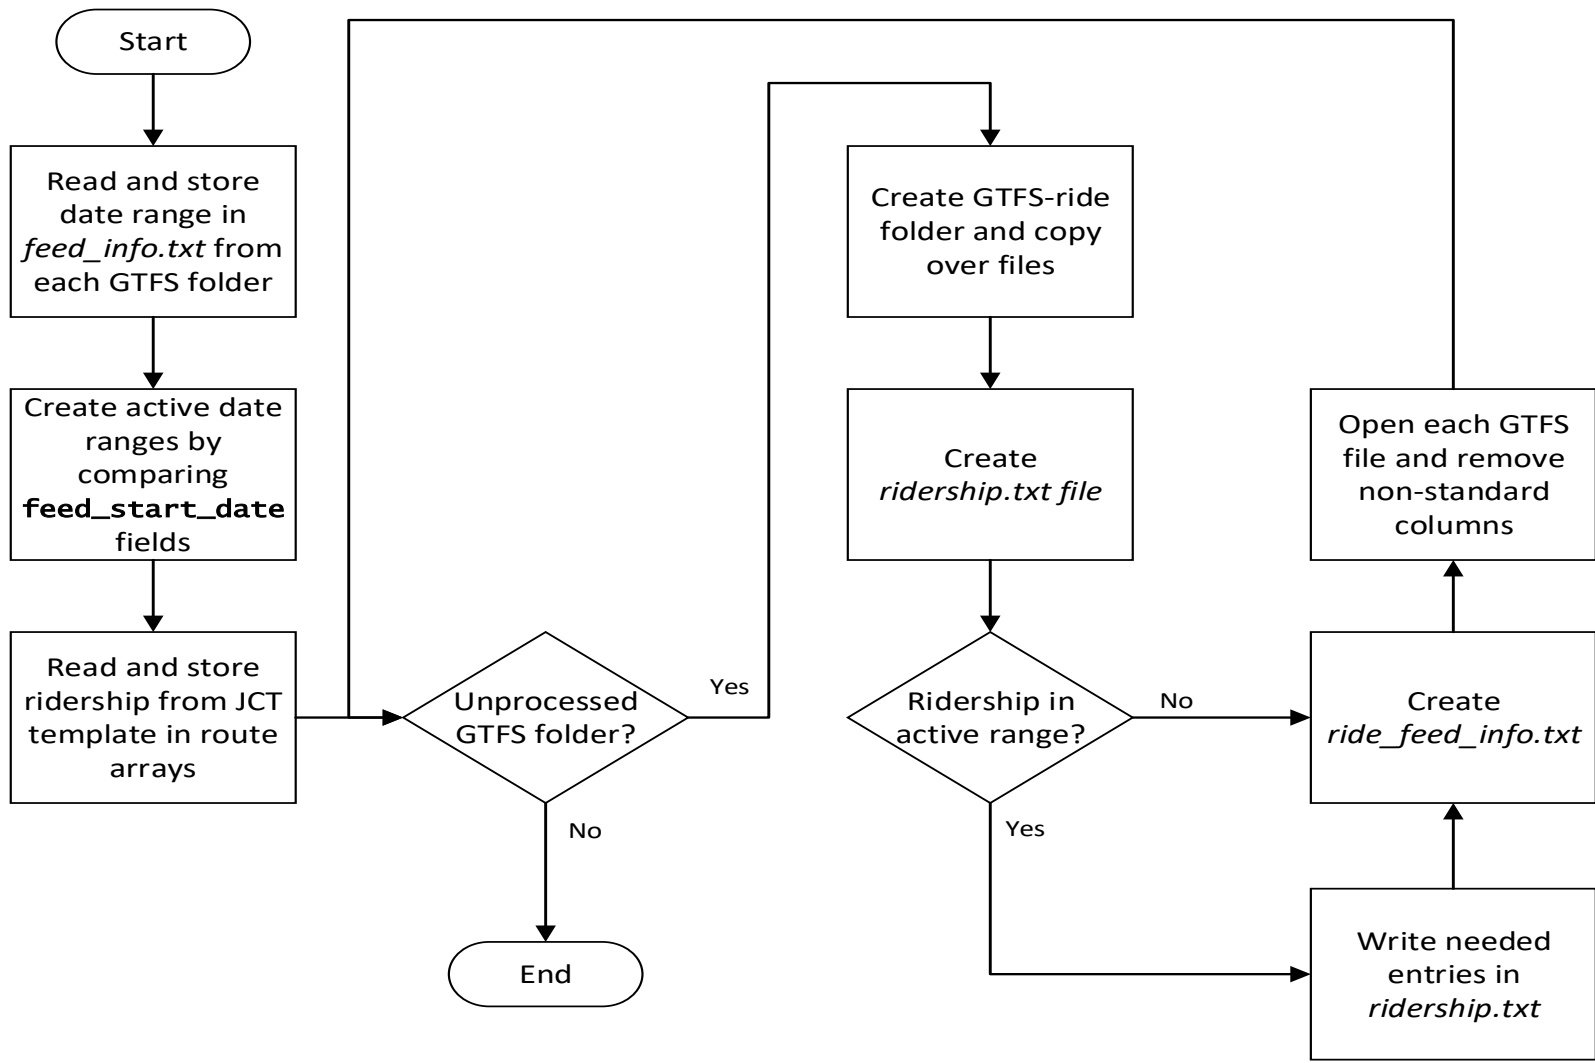 Start
Read and store
date range in
feed_info.txt from
each GTFS folder
Create active date
ranges by
comparing
feed_start_date
fields
Read and store
ridership from JCT
template in route
arrays
Unprocessed
GTFS folder?
Yes
No
End
Create GTFS-ride
folder and copy
over files
Create
ridership.txt file
Ridership in
active range?
No
Yes
Write needed
entries in
ridership.txt
Create
ride_feed_info.txt
Open each GTFS
file and remove
non-standard
columns